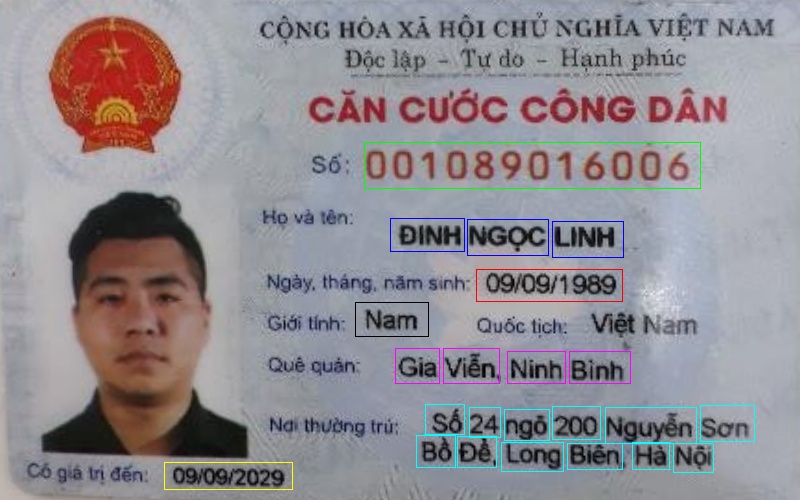 CỘNG HÒA XÃ HỘI CHỦ NGHĨA VIỆT NAM
Độc lập - Tự do - Hạnh phúc
CĂN CƯỚC CÔNG DÂN
Số: 001089016006
Họ và tên: ĐINH NGỌC LINH
Ngày, tháng, năm sinh: 09/09/1989
Giới tính: Nam Quốc tịch: Việt Nam
Quê quán: Gia Viễn, Ninh Bình
Nơi thường trú: Số 24 ngõ 200 Nguyễn Sơn
Bồ Đề, Long Biên, Hà Nội
Có giá trị đến: 09/09/2029